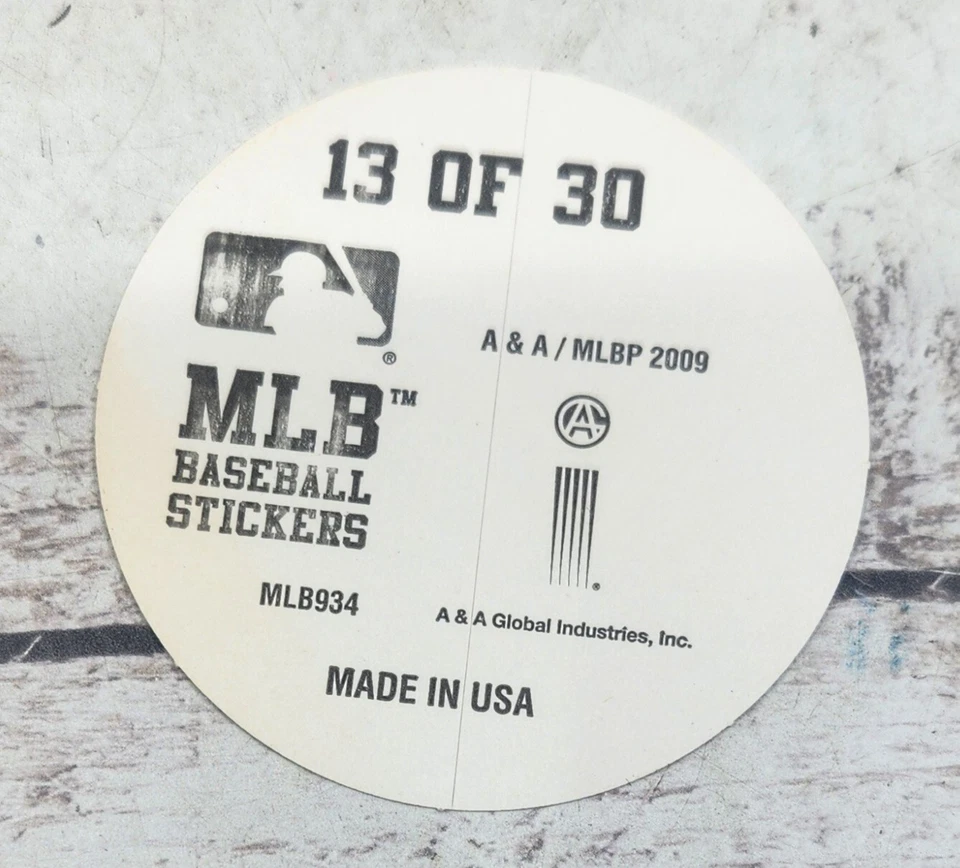 13 OF 30
®
MLB™
BASEBALL
STICKERS
MLB934
A & A / MLBP 2009
®
A & A Global Industries, Inc.
MADE IN USA